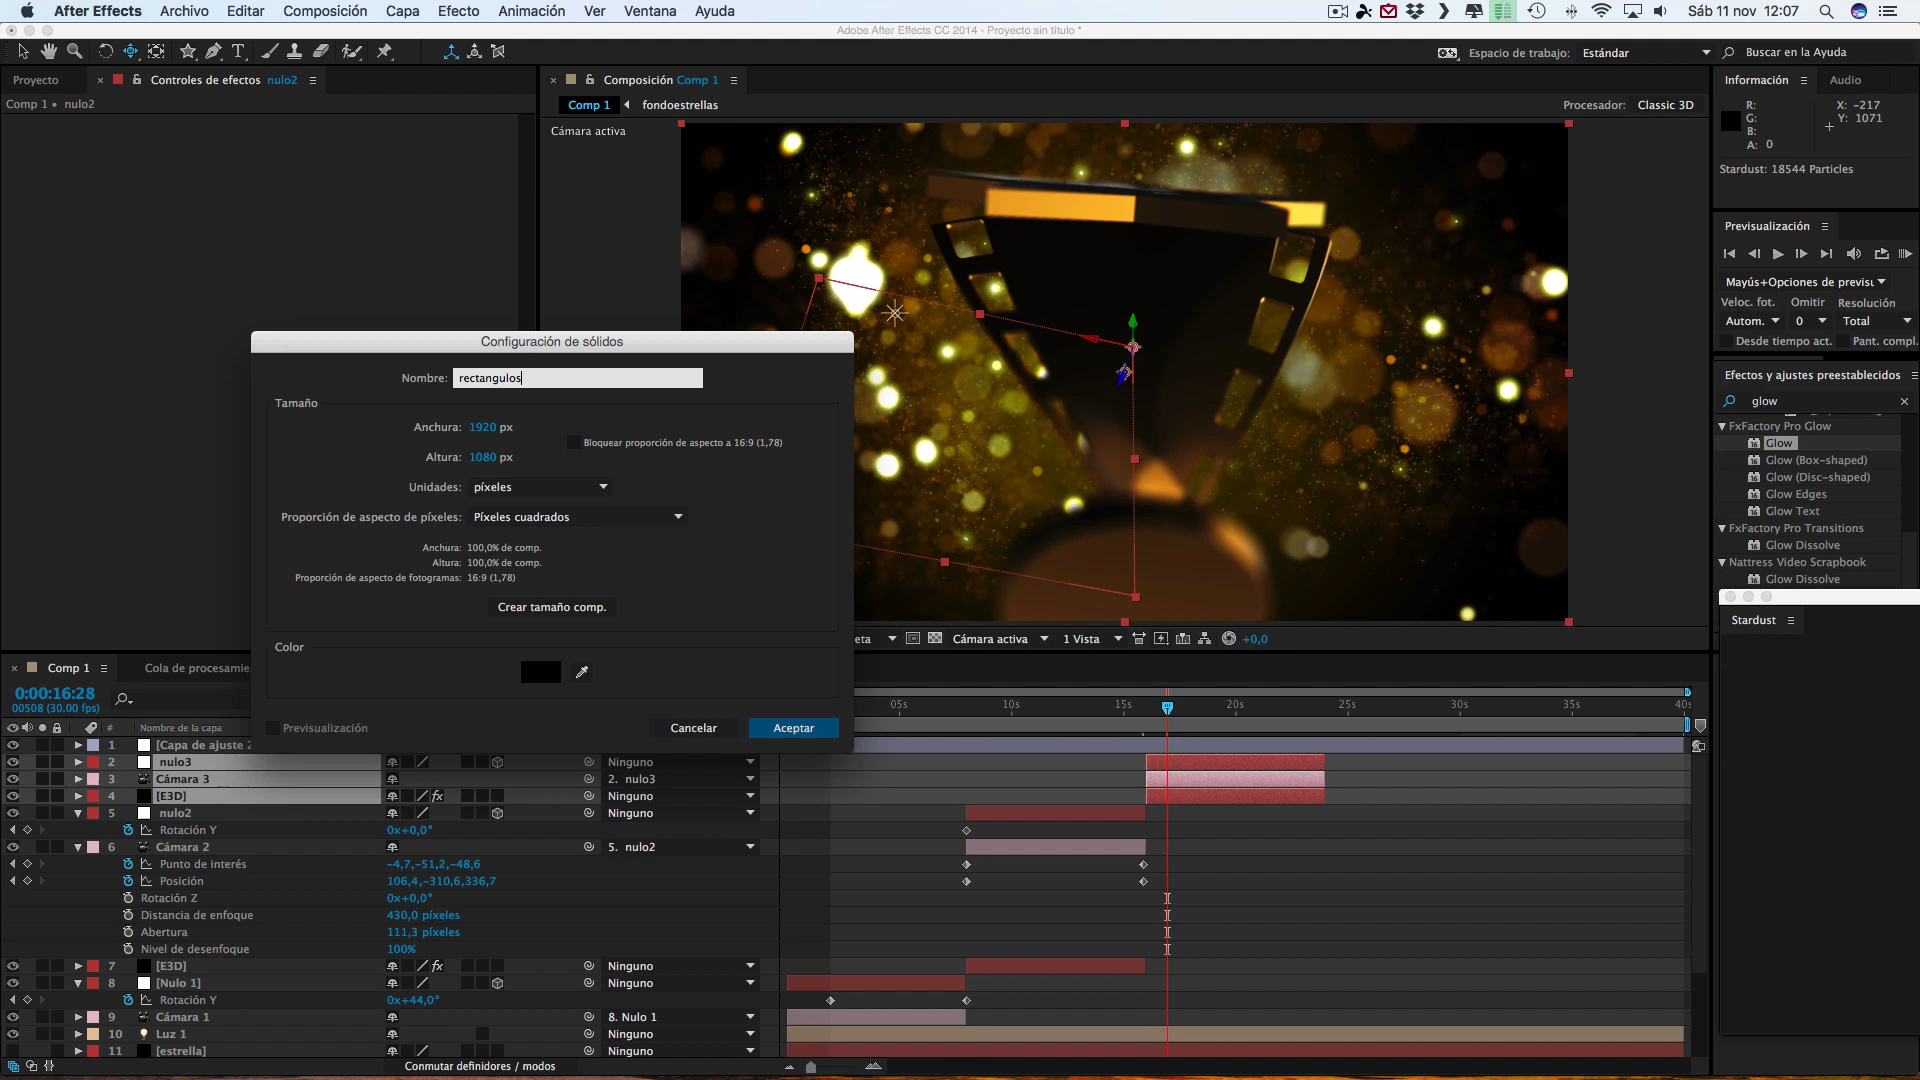 After Effects Archivo Editar Composición Capa Efecto Animación Ver Ventana Ayuda Sáb 11 nov 12:07
Adobe After Effects CC 2014 - Proyecto sin título *
Espacio de trabajo: Estándar Buscar en la Ayuda
Proyecto Controles de efectos nulo2 Composición Comp 1 Información Audio
Comp 1 • nulo2 Comp 1 fondoestrellas Procesador: Classic 3D
Cámara activa
R: X: -217
G: Y: 1071
B:
A: 0
Stardust: 18544 Particles
Previsualización
Mayús+Opciones de previsu
Veloc. fot. Omitir Resolución
Autom. 0 Total
Desde tiempo act. Pant. compl.
Efectos y ajustes preestablecidos
glow
FxFactory Pro Glow
Glow
Glow (Box-shaped)
Glow (Disc-shaped)
Glow Edges
Glow Text
FxFactory Pro Transitions
Glow Dissolve
Nattress Video Scrapbook
Glow Dissolve
Stardust
Configuración de sólidos
Nombre: rectangulos
Tamaño
Anchura: 1920 px
Bloquear proporción de aspecto a 16:9 (1,78)
Altura: 1080 px
Unidades: píxeles
Proporción de aspecto de píxeles: Píxeles cuadrados
Anchura: 100,0% de comp.
Altura: 100,0% de comp.
Proporción de aspecto de fotogramas: 16:9 (1,78)
Crear tamaño comp.
Color
Previsualización Cancelar Aceptar
eta Cámara activa 1 Vista +0,0
Comp 1 Cola de procesamie
0:00:16:28
00508 (30.00 fps)
05s 10s 15s 20s 25s 30s 35s 40s
# Nombre de la capa
1 [Capa de ajuste 2
2 nulo3 Ninguno
3 Cámara 3 2. nulo3
4 [E3D] fx Ninguno
5 nulo2 Ninguno
Rotación Y 0x+0,0°
6 Cámara 2 5. nulo2
Punto de interés -4,7,-51,2,-48,6
Posición 106,4,-310,6,336,7
Rotación Z 0x+0,0°
Distancia de enfoque 430,0 píxeles
Abertura 111,3 píxeles
Nivel de desenfoque 100%
7 [E3D] fx Ninguno
8 [Nulo 1] Ninguno
Rotación Y 0x+44,0°
9 Cámara 1 8. Nulo 1
10 Luz 1 Ninguno
11 [estrella] Ninguno
Conmutar definidores / modos